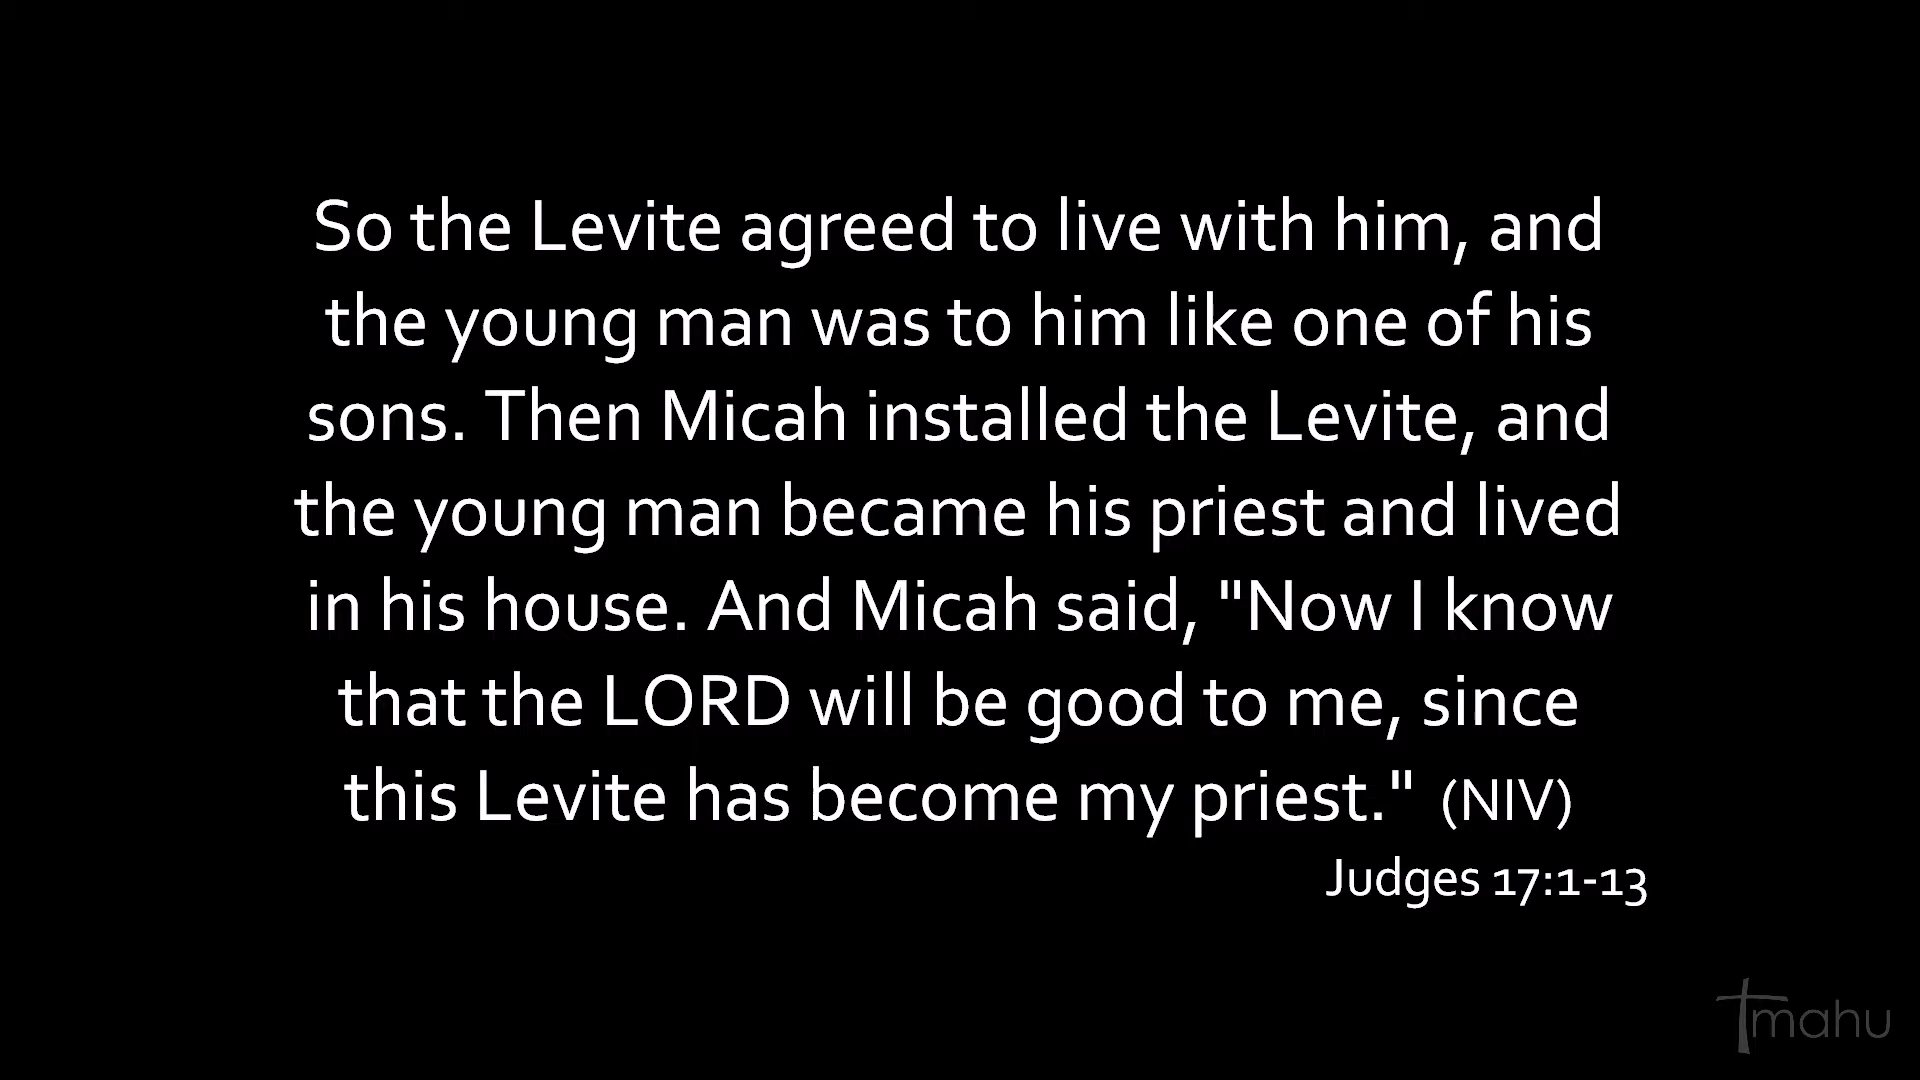 So the Levite agreed to live with him, and
the young man was to him like one of his
sons. Then Micah installed the Levite, and
the young man became his priest and lived
in his house. And Micah said, "Now I know
that the LORD will be good to me, since
this Levite has become my priest." (NIV)
Judges 17:1-13
mahu